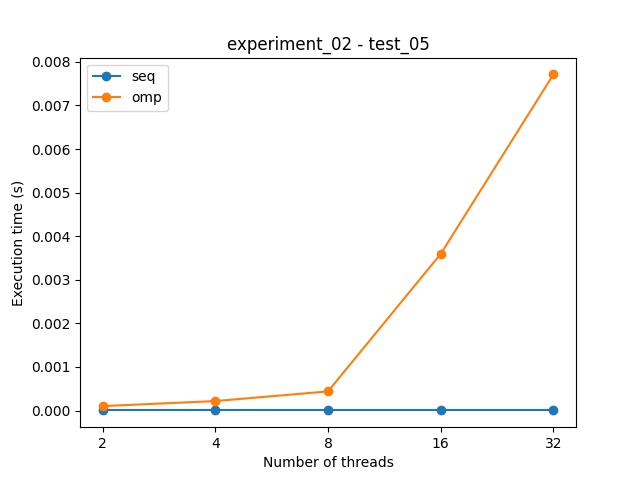 experiment_02 - test_05
seq
omp
Execution time (s)
0.008
0.007
0.006
0.005
0.004
0.003
0.002
0.001
0.000
2 4 8 16 32
Number of threads